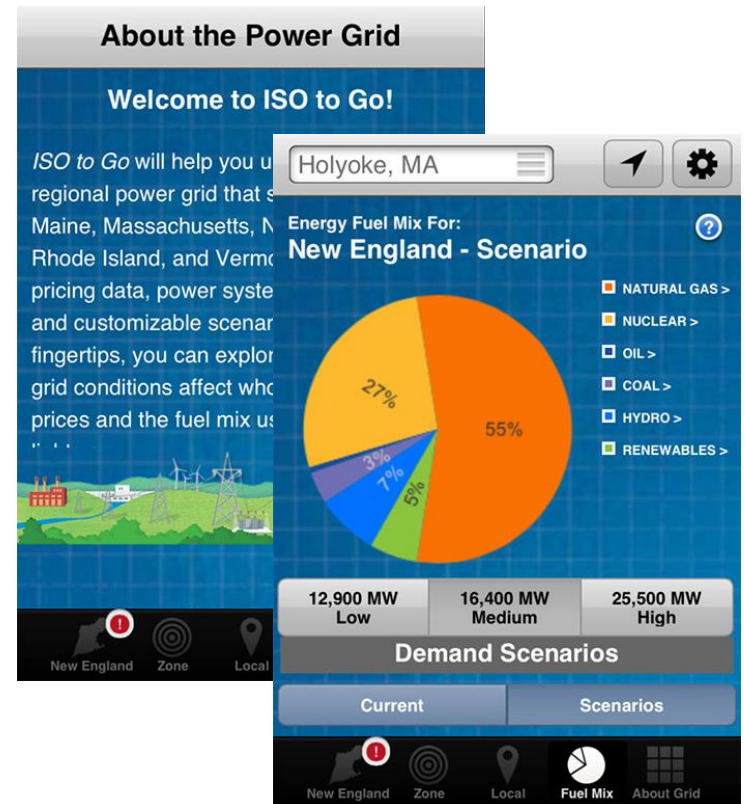 About the Power Grid
Welcome to ISO to Go!
ISO to Go will help you u
regional power grid that s
Maine, Massachusetts, N
Rhode Island, and Vermo
pricing data, power syste
and customizable scenar
fingertips, you can explor
grid conditions affect who
prices and the fuel mix us
New England
Zone
Local
Holyoke, MA
Energy Fuel Mix For:
?
New England - Scenario
NATURAL GAS >
NUCLEAR >
OIL >
COAL >
HYDRO >
RENEWABLES >
27%
55%
3%
7%
5%
12,900 MW
Low
16,400 MW
Medium
25,500 MW
High
Demand Scenarios
Current
Scenarios
!
New England
Zone
Local
Fuel Mix
About Grid